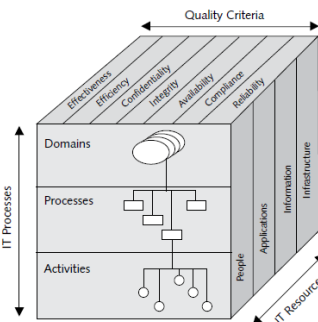 Quality Criteria
Effectiveness
Efficiency
Confidentiality
Integrity
Availability
Compliance
Reliability
IT Processes
Domains
Processes
Activities
People
Applications
Information
Infrastructure
IT Resource